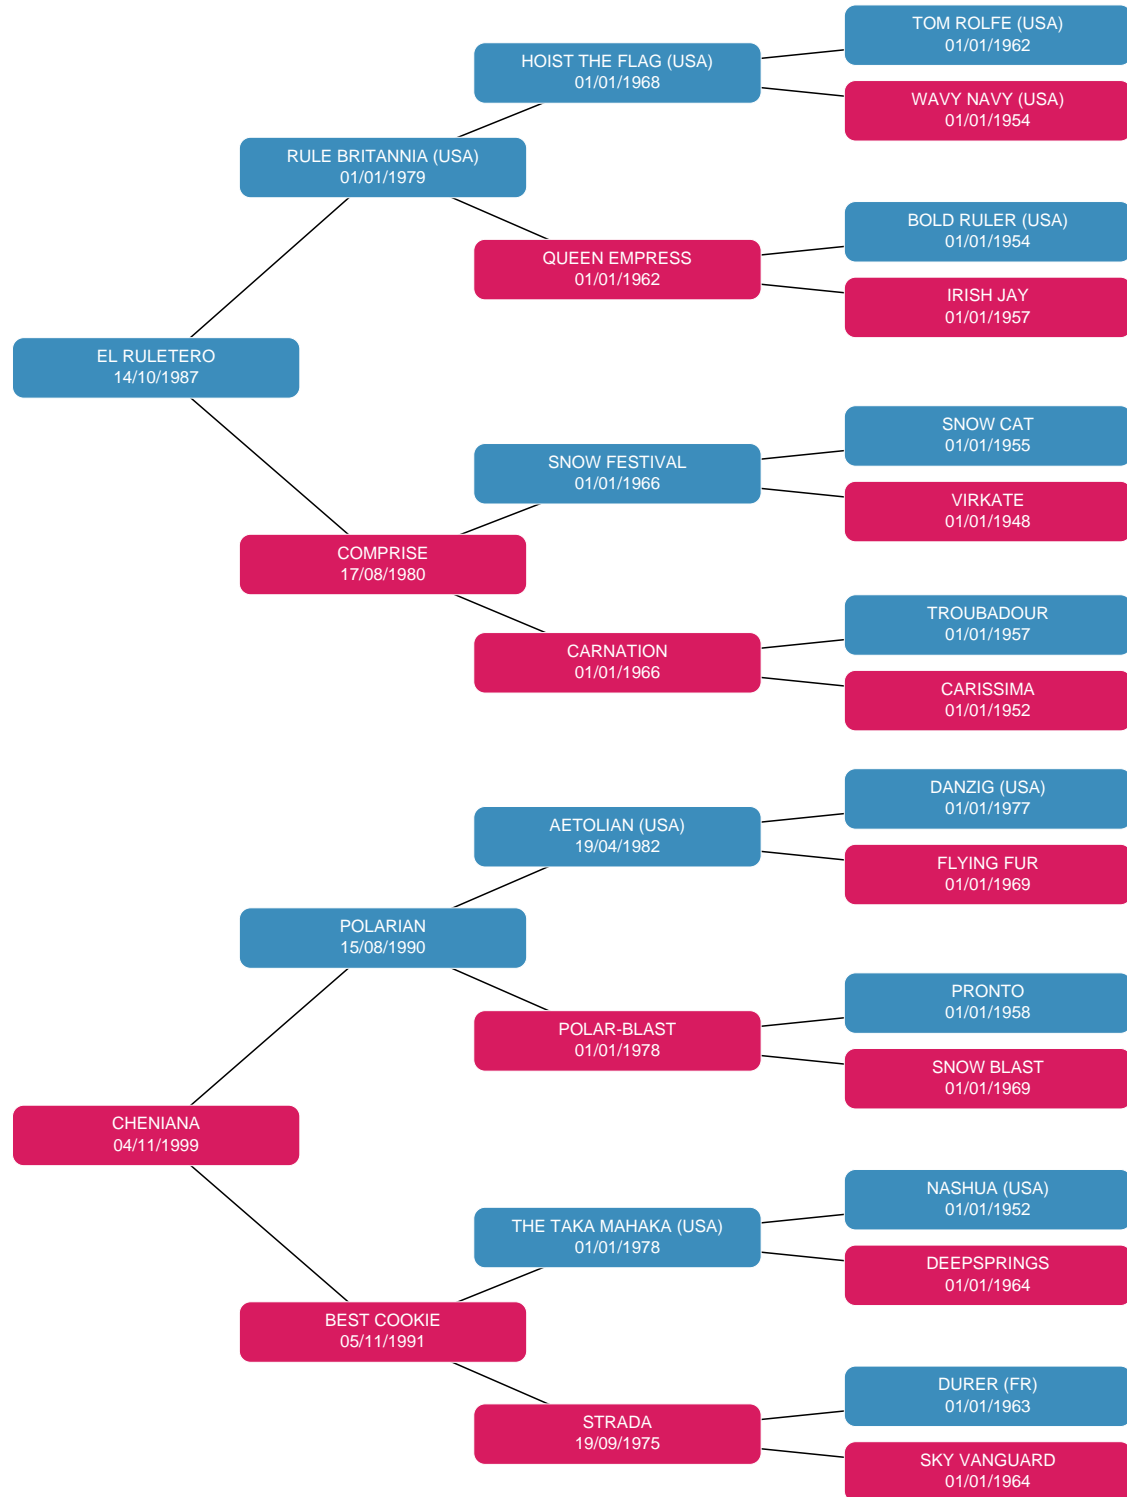 TOM ROLFE (USA)
01/01/1962
HOIST THE FLAG (USA)
01/01/1968
WAVY NAVY (USA)
01/01/1954
RULE BRITANNIA (USA)
01/01/1979
BOLD RULER (USA)
01/01/1954
QUEEN EMPRESS
01/01/1962
IRISH JAY
01/01/1957
EL RULETERO
14/10/1987
SNOW CAT
01/01/1955
SNOW FESTIVAL
01/01/1966
VIRKATE
01/01/1948
COMPRISE
17/08/1980
TROUBADOUR
01/01/1957
CARNATION
01/01/1966
CARISSIMA
01/01/1952
DANZIG (USA)
01/01/1977
AETOLIAN (USA)
19/04/1982
FLYING FUR
01/01/1969
POLARIAN
15/08/1990
PRONTO
01/01/1958
POLAR-BLAST
01/01/1978
SNOW BLAST
01/01/1969
CHENIANA
04/11/1999
NASHUA (USA)
01/01/1952
THE TAKA MAHAKA (USA)
01/01/1978
DEEPSPRINGS
01/01/1964
BEST COOKIE
05/11/1991
DURER (FR)
01/01/1963
STRADA
19/09/1975
SKY VANGUARD
01/01/1964